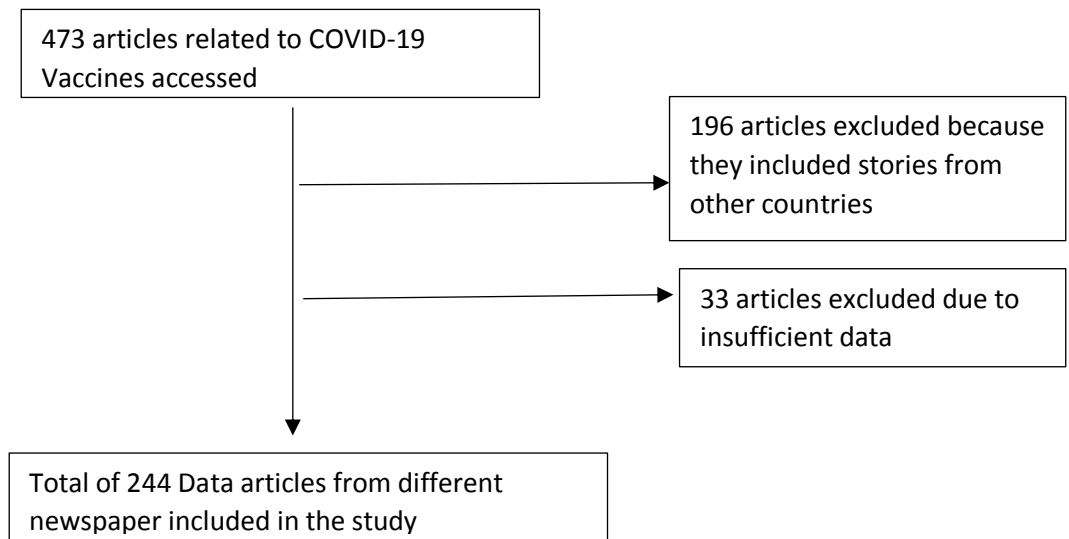 473 articles related to COVID-19
Vaccines accessed
196 articles excluded because
they included stories from
other countries
33 articles excluded due to
insufficient data
Total of 244 Data articles from different
newspaper included in the study